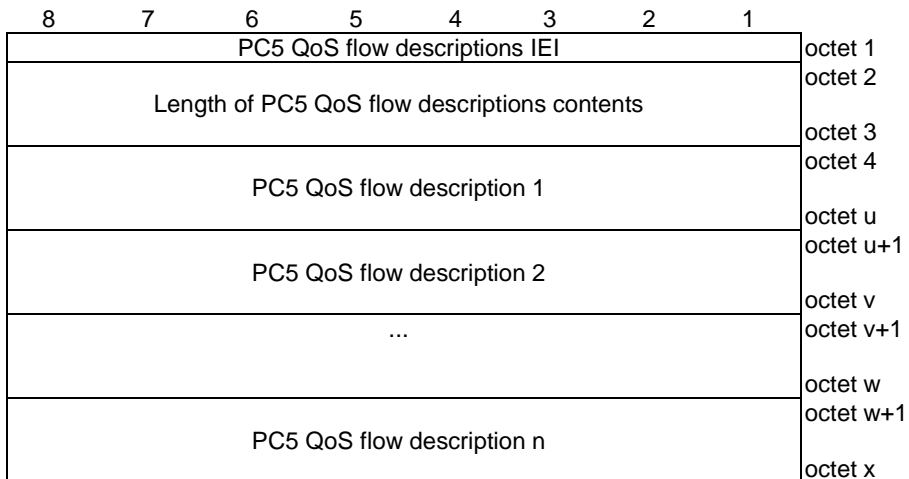 8 7 6 5 4 3 2 1
PC5 QoS flow descriptions IEI octet 1
octet 2
Length of PC5 QoS flow descriptions contents
octet 3
octet 4
PC5 QoS flow description 1
octet u
octet u+1
PC5 QoS flow description 2
octet v
... octet v+1
octet w
octet w+1
PC5 QoS flow description n
octet x